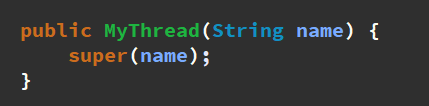 public MyThread(String name) {
    super(name);
}